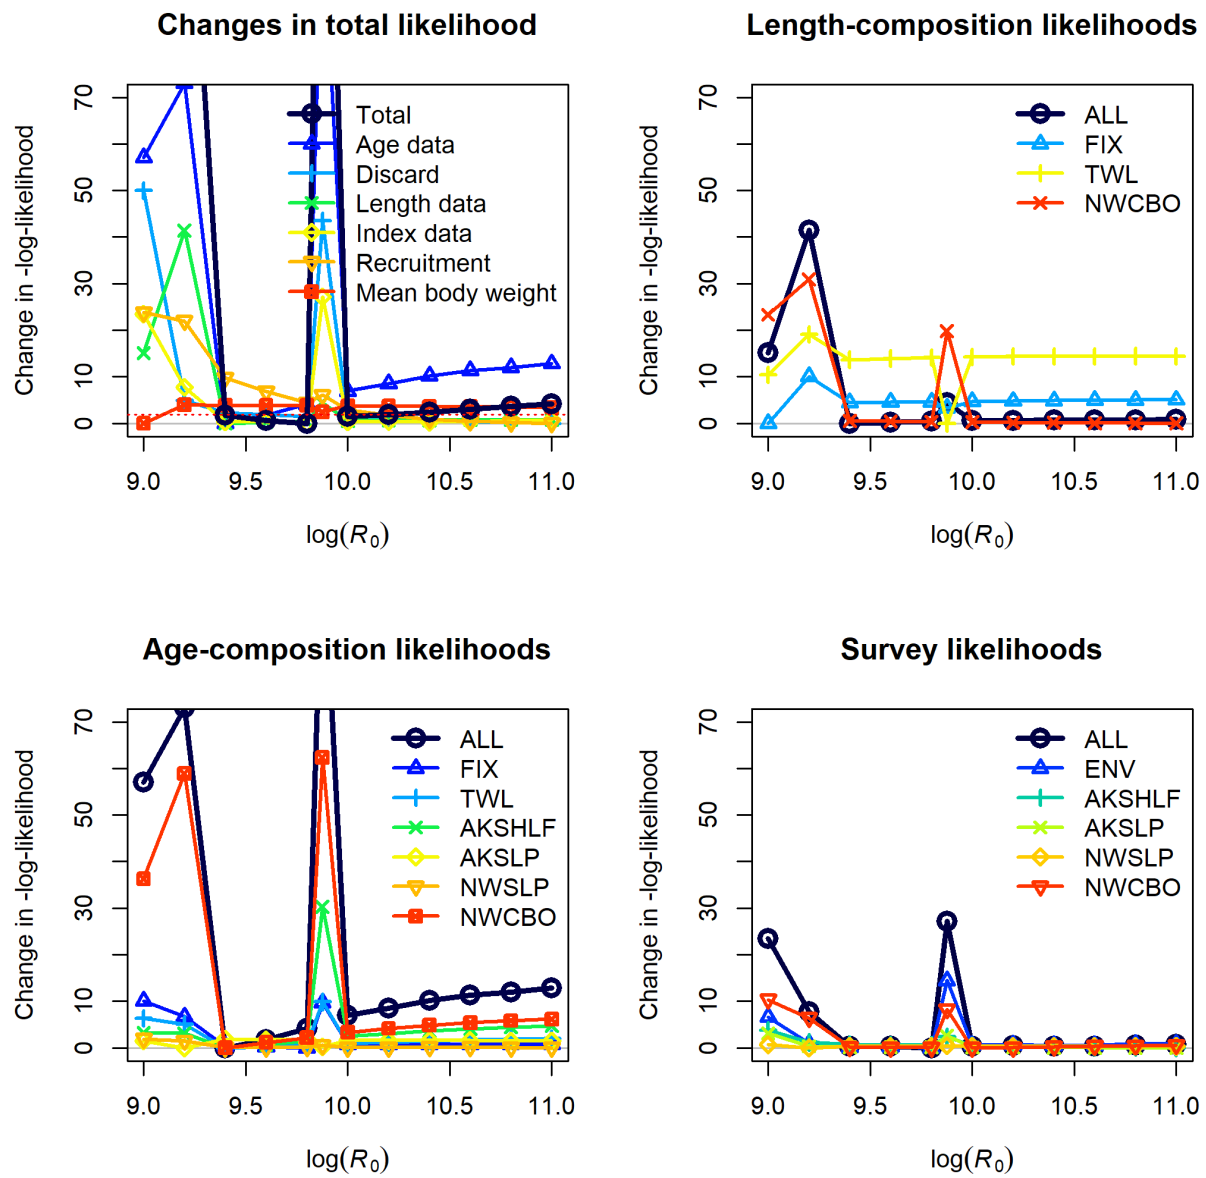 Changes in total likelihood
Change in -log-likelihood
70
50
30
10
0
Total
Age data
Discard
Length data
Index data
Recruitment
Mean body weight
9.0 9.5 10.0 10.5 11.0
log(R0)
Length-composition likelihoods
Change in -log-likelihood
70
50
30
10
0
ALL
FIX
TWL
NWCBO
9.0 9.5 10.0 10.5 11.0
log(R0)
Age-composition likelihoods
Change in -log-likelihood
70
50
30
10
0
ALL
FIX
TWL
AKSHLF
AKSLP
NWSLP
NWCBO
9.0 9.5 10.0 10.5 11.0
log(R0)
Survey likelihoods
Change in -log-likelihood
70
50
30
10
0
ALL
ENV
AKSHLF
AKSLP
NWSLP
NWCBO
9.0 9.5 10.0 10.5 11.0
log(R0)